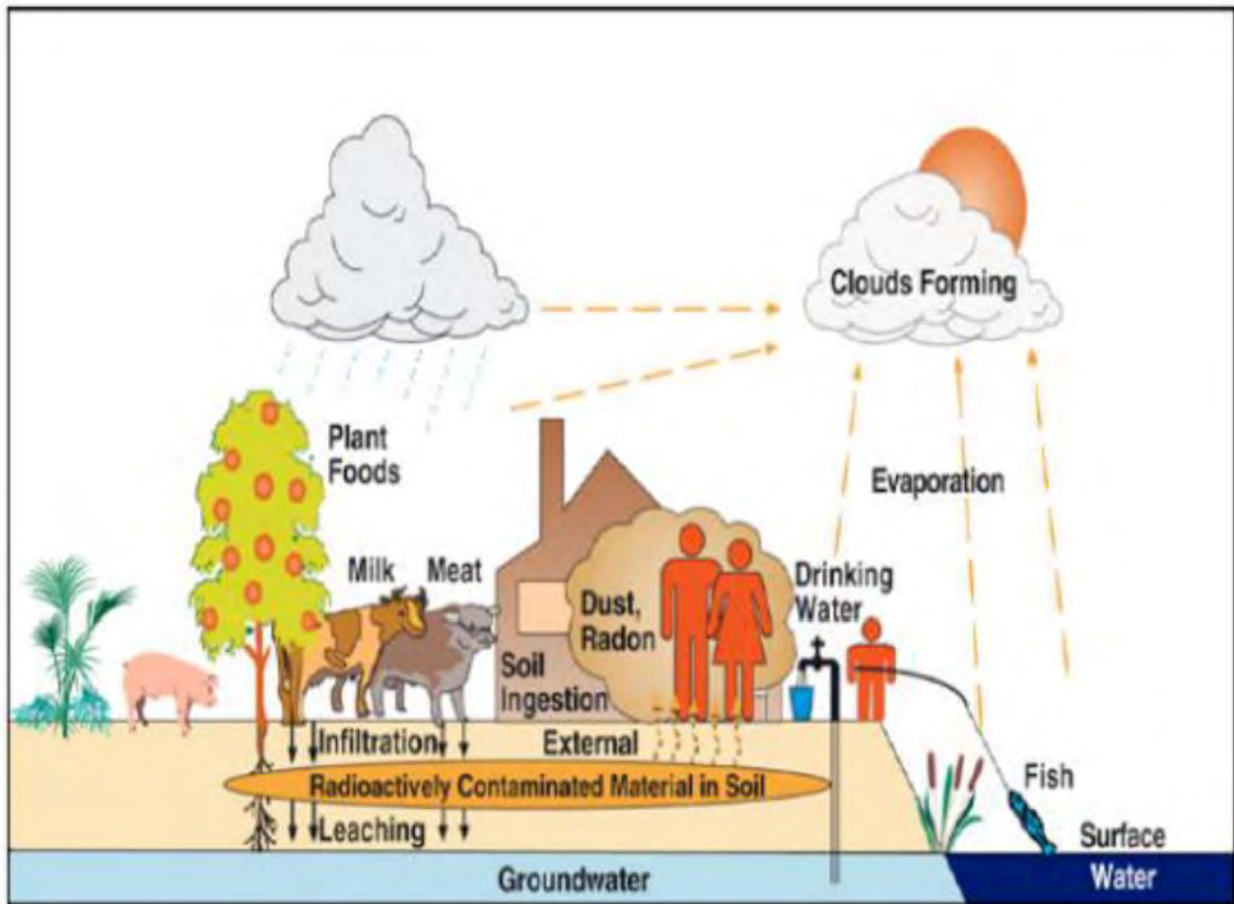 Clouds Forming
Plant
Foods
Evaporation
Milk
Meat
Drinking
Water
Dust,
Radon
Soil
Ingestion
Infiltration
External
Radioactively Contaminated Material in Soil
Fish
Leaching
Surface
Water
Groundwater